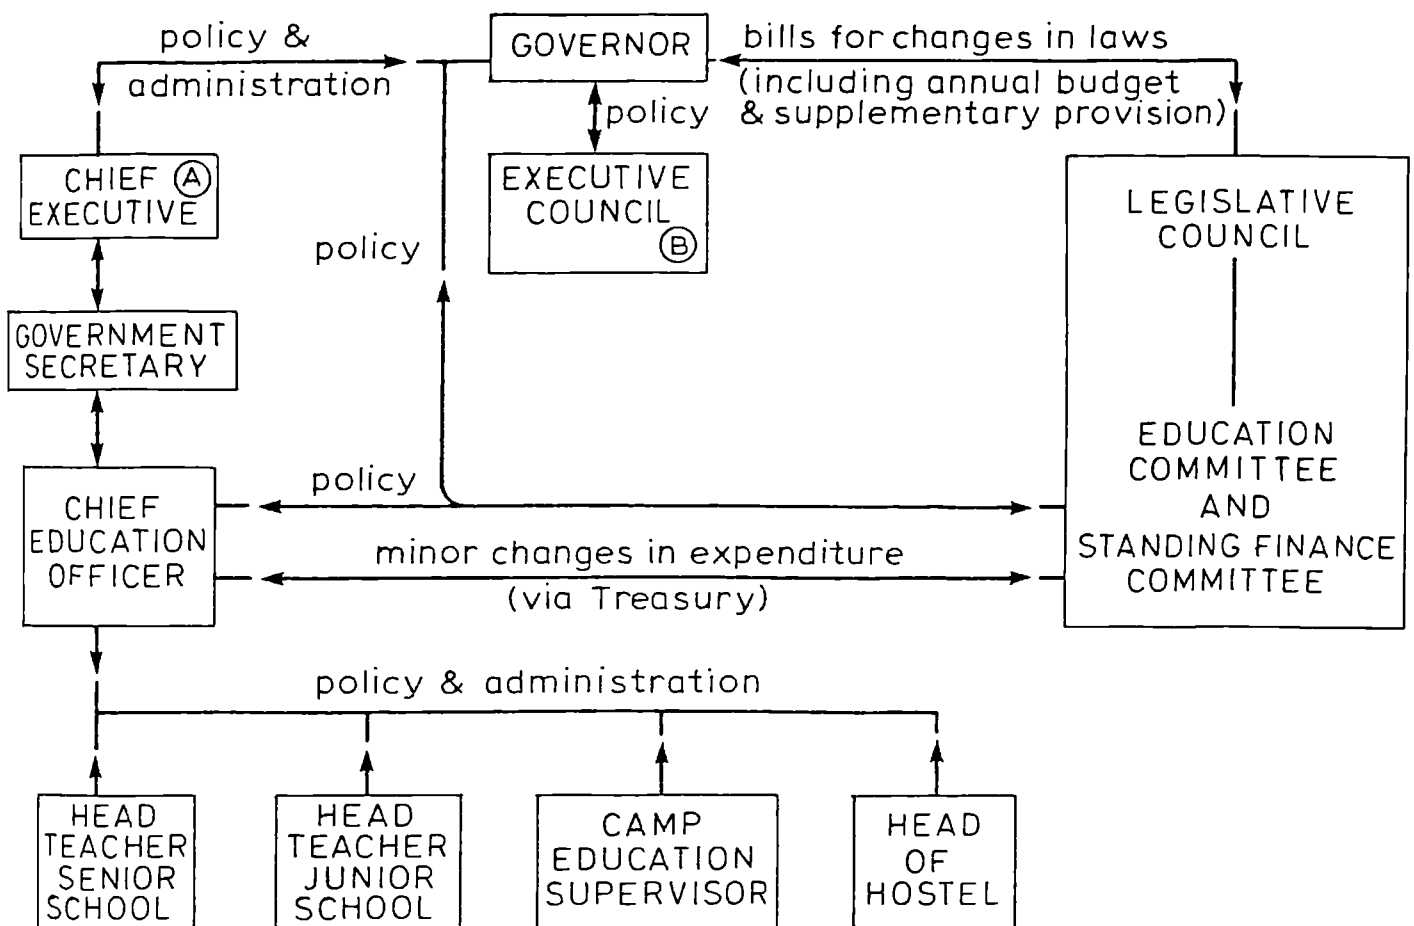 policy &
administration
GOVERNOR
bills for changes in laws
(including annual budget
& supplementary provision)
policy
CHIEF A
EXECUTIVE
EXECUTIVE
COUNCIL
B
LEGISLATIVE
COUNCIL
policy
GOVERNMENT
SECRETARY
EDUCATION
COMMITTEE
AND
STANDING FINANCE
COMMITTEE
policy
CHIEF
EDUCATION
OFFICER
minor changes in expenditure
(via Treasury)
policy & administration
HEAD
TEACHER
SENIOR
SCHOOL
HEAD
TEACHER
JUNIOR
SCHOOL
CAMP
EDUCATION
SUPERVISOR
HEAD
OF
HOSTEL